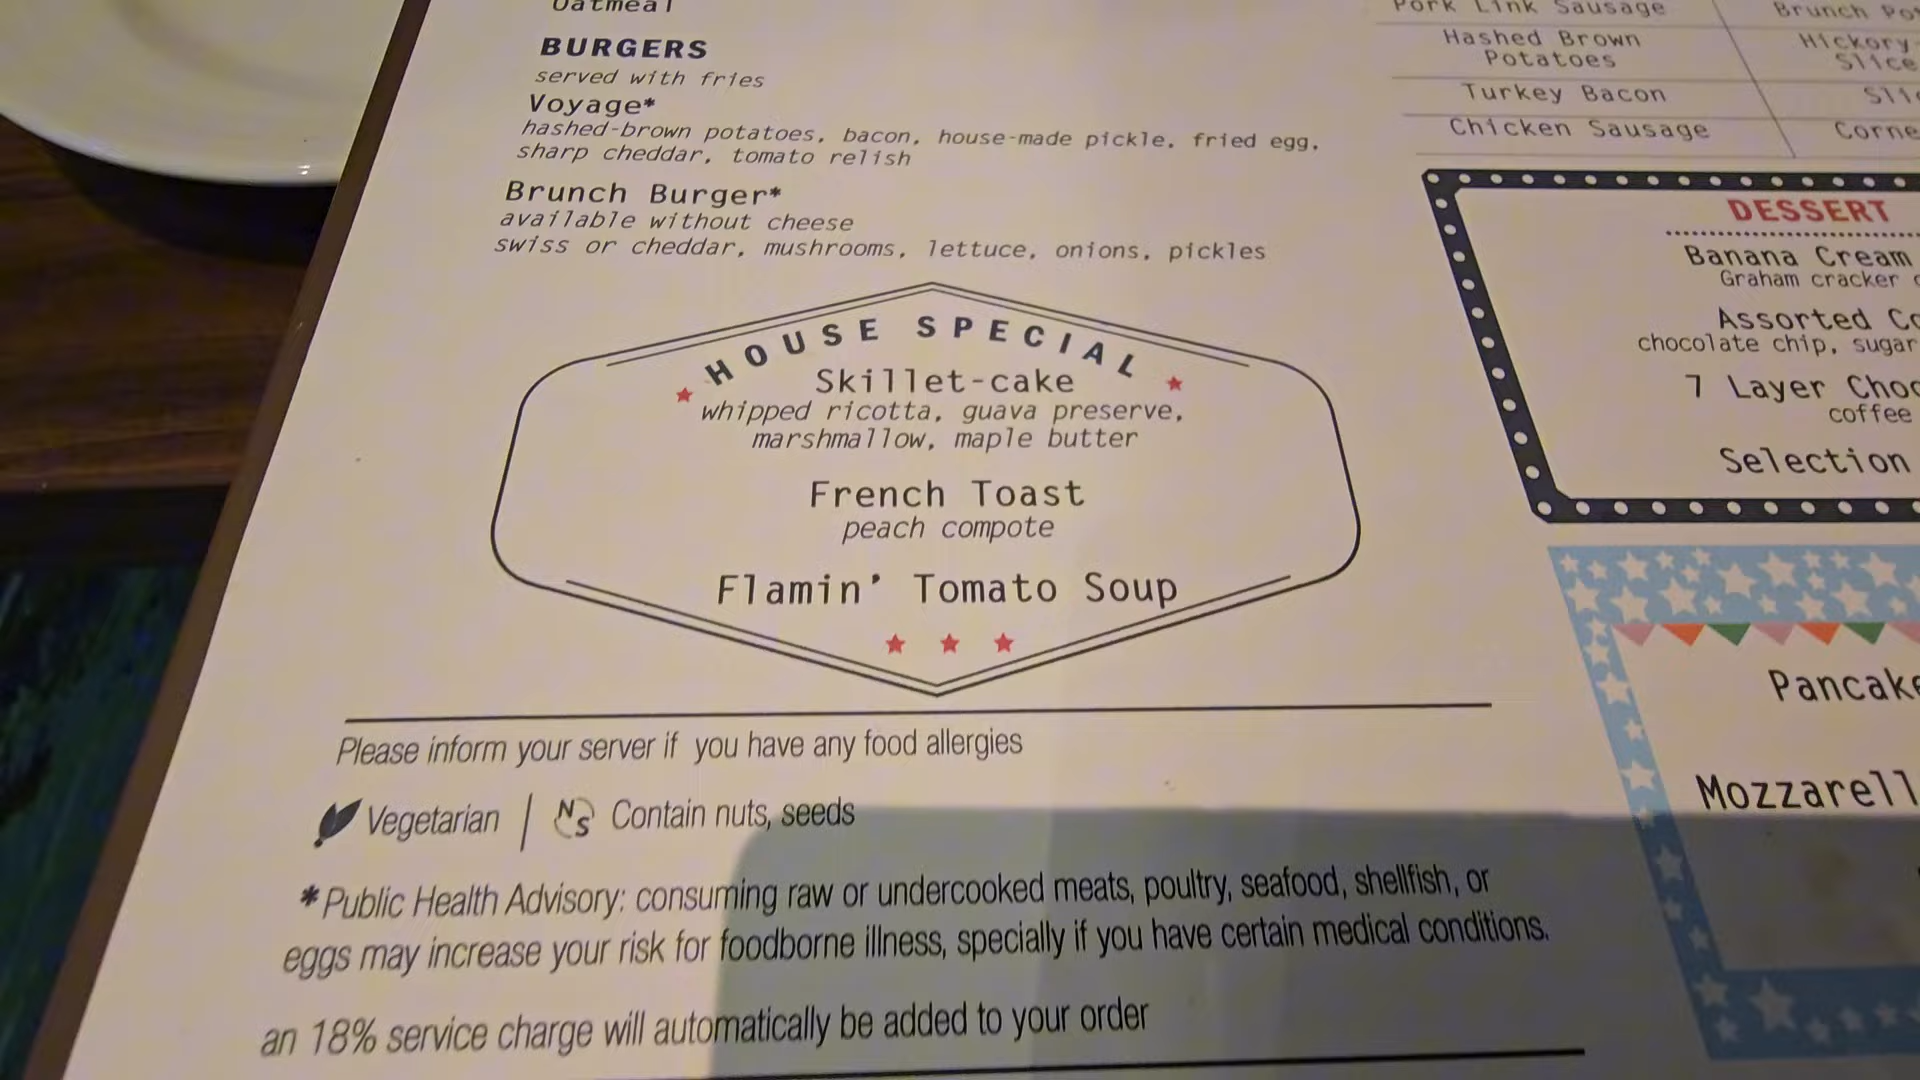 Oatmeal
BURGERS
served with fries
Voyage*
hashed-brown potatoes, bacon, house-made pickle, fried egg,
sharp cheddar, tomato relish
Brunch Burger*
available without cheese
swiss or cheddar, mushrooms, lettuce, onions, pickles
HOUSE SPECIAL
Skillet-cake
whipped ricotta, guava preserve,
marshmallow, maple butter
French Toast
peach compote
Flamin' Tomato Soup
Please inform your server if you have any food allergies
Vegetarian | NS Contain nuts, seeds
*Public Health Advisory: consuming raw or undercooked meats, poultry, seafood, shellfish, or
eggs may increase your risk for foodborne illness, specially if you have certain medical conditions.
an 18% service charge will automatically be added to your order
Pork Link Sausage
Hashed Brown
Potatoes
Turkey Bacon
Chicken Sausage
Brunch
Hickory
DESSERT
Banana Cream
Graham cracker
Assorted
chocolate chip, sugar
7 Layer
coffee
Selection